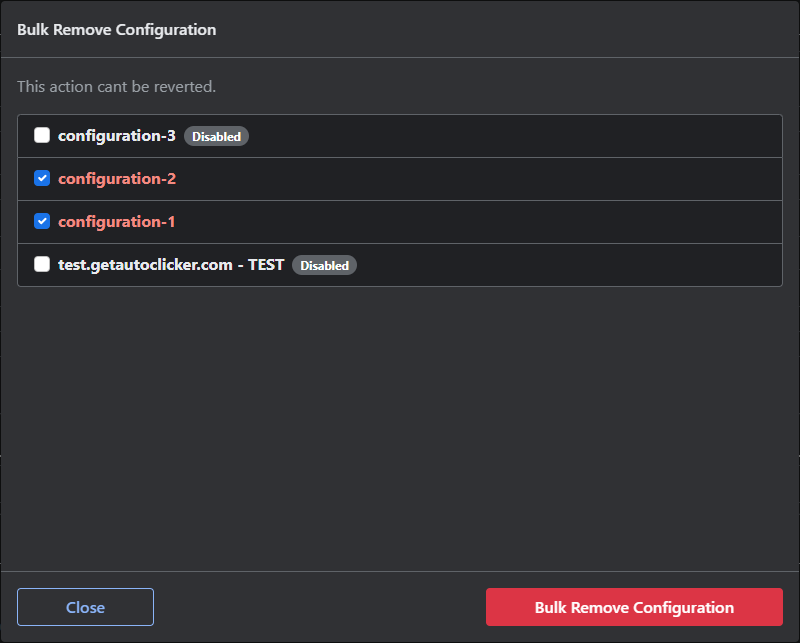 Bulk Remove Configuration
This action cant be reverted.
configuration-3 Disabled
configuration-2
configuration-1
test.getautoclicker.com - TEST Disabled
Close Bulk Remove Configuration